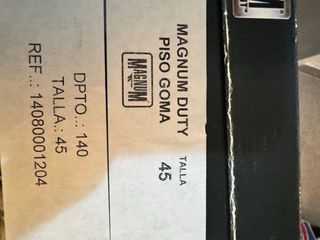 MAGNUM DUTY
PISO GOMA
TALLA
45
MAGNUM
DPTO..: 140
TALLA.: 45
REF..: 14080001204